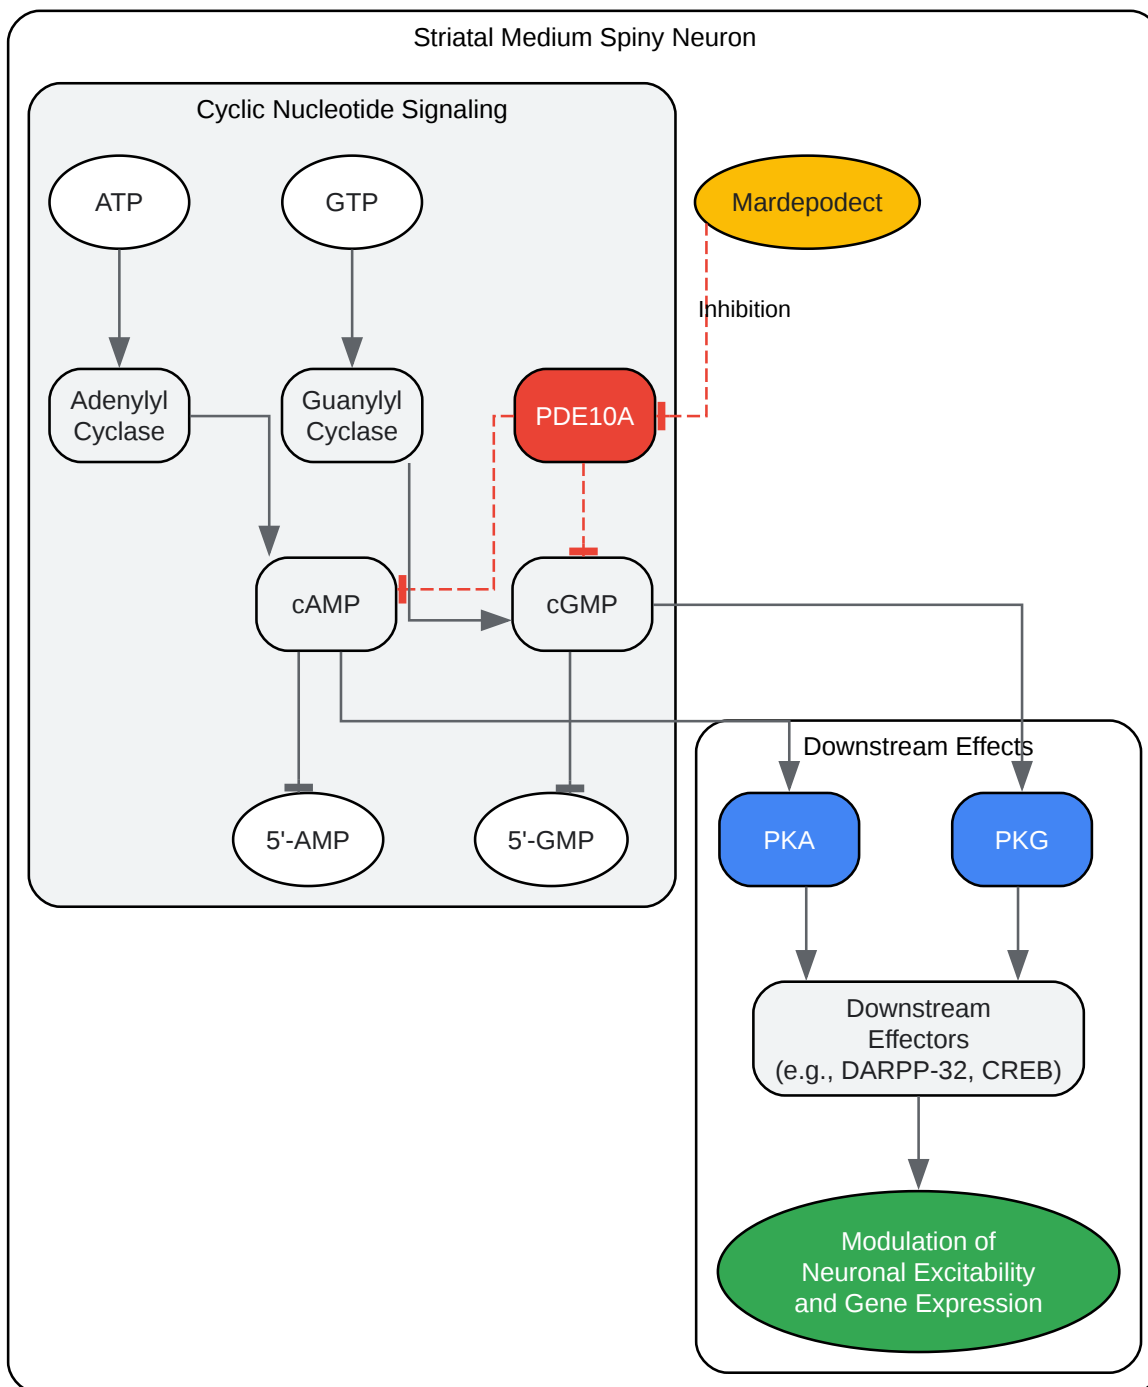 Striatal Medium Spiny Neuron
Cyclic Nucleotide Signaling
ATP
GTP
Mardepodect
Inhibition
Adenylyl
Cyclase
Guanylyl
Cyclase
PDE10A
cAMP
cGMP
Downstream Effects
5'-AMP
5'-GMP
PKA
PKG
Downstream
Effectors
(e.g., DARPP-32, CREB)
Modulation of
Neuronal Excitability
and Gene Expression